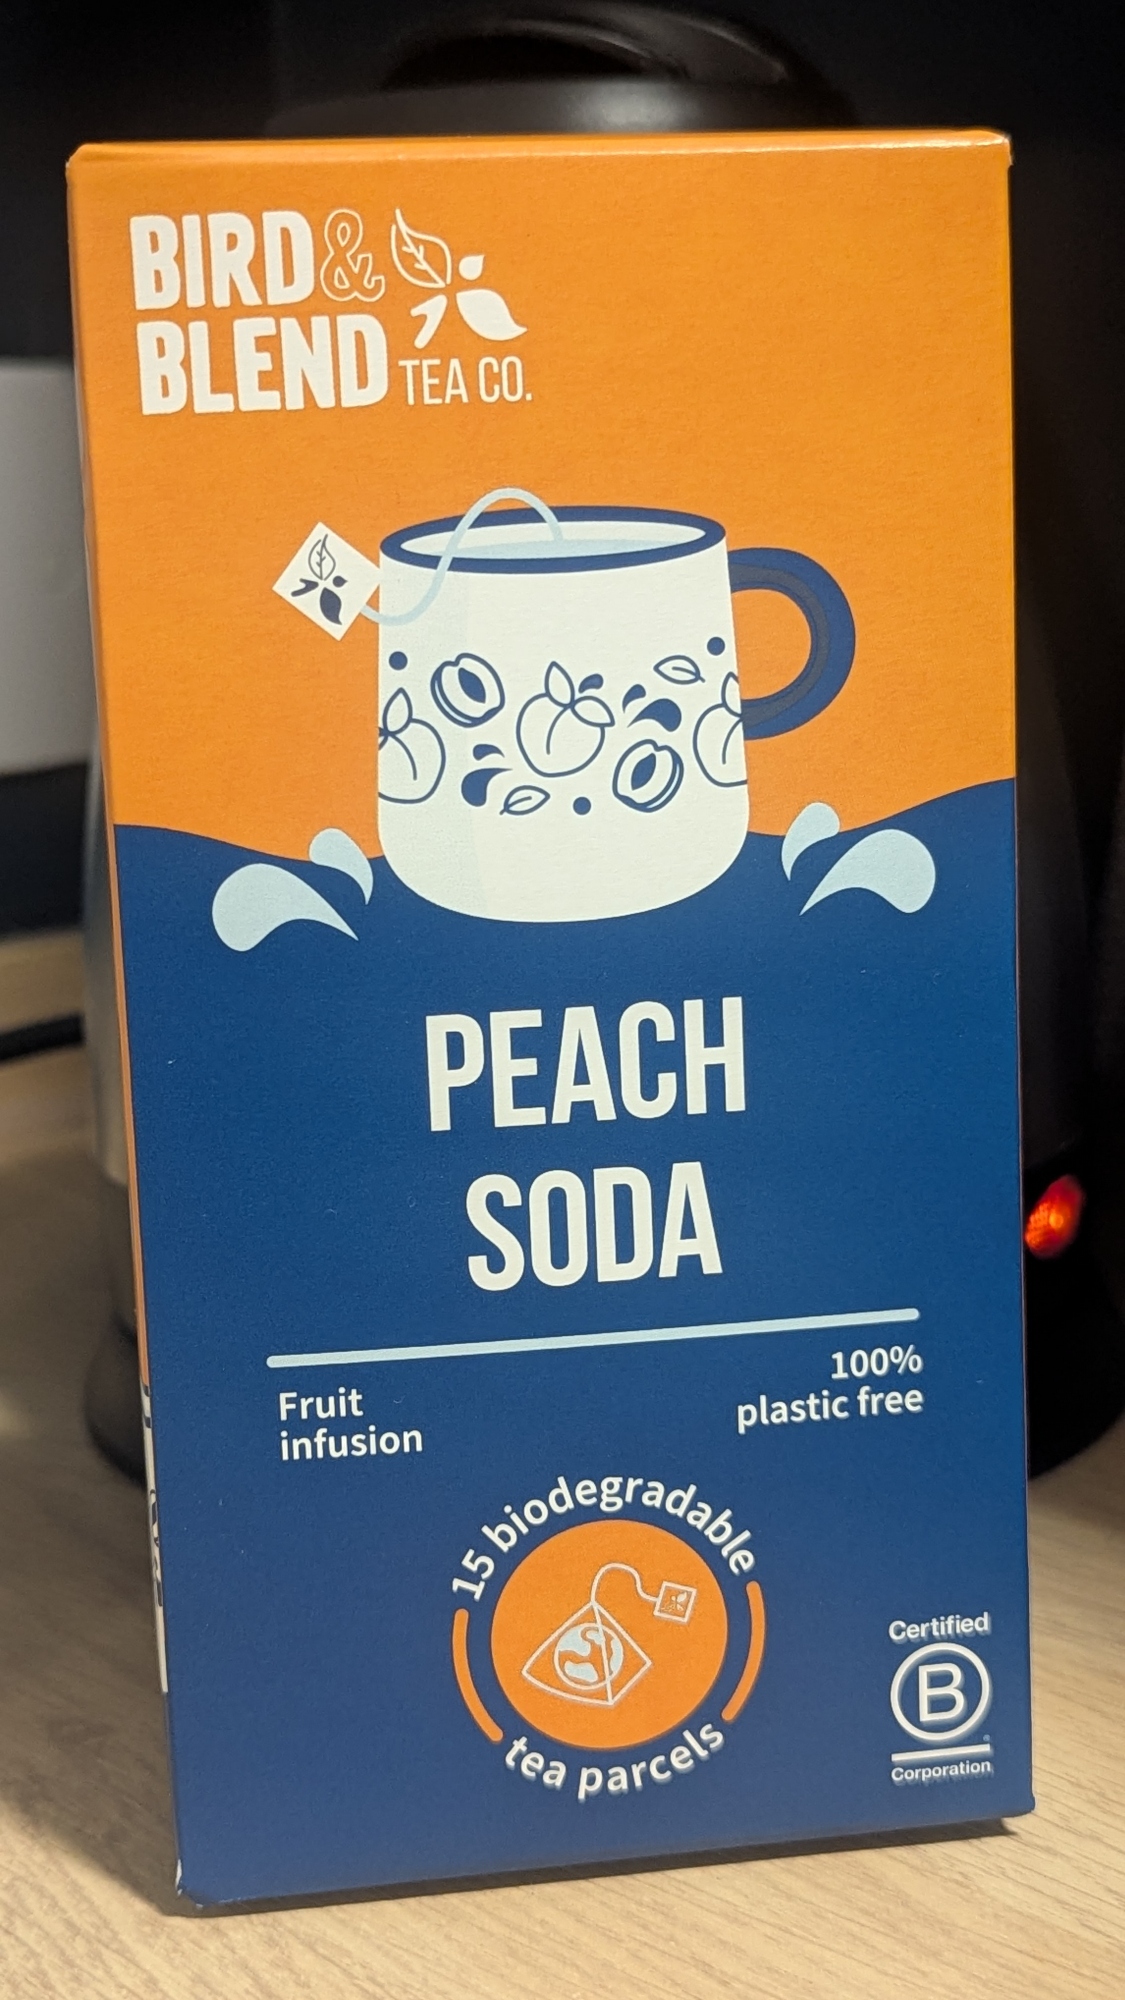 BIRD&
BLEND TEA CO.
PEACH
SODA
Fruit
infusion
100%
plastic free
15 biodegradable
tea parcels
Certified
B
Corporation